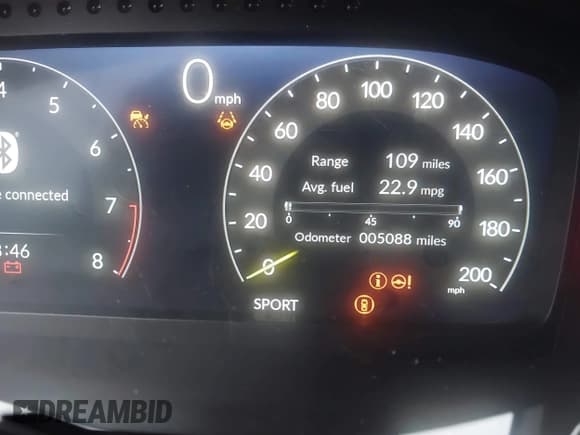 4
5
6
7
8
e connected
:46
0 mph
0
20
40
60
80
100
120
140
160
180
200
mph
Range 109 miles
Avg. fuel 22.9 mpg
0 45 90
Odometer 005088 miles
SPORT
DREAMBID